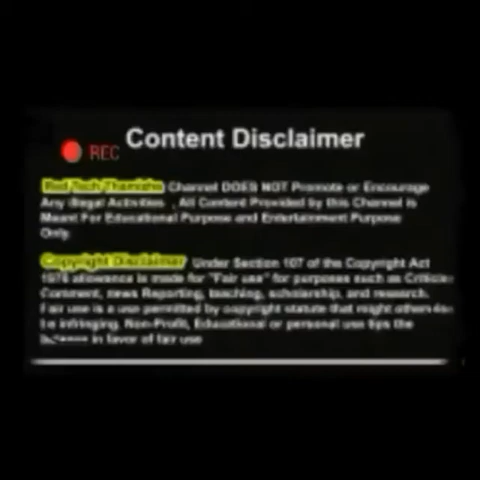 Content Disclaimer
REC
Red Tech Thamizha Channel DOES NOT Promote or Encourage
Any illegal Activities , All Content Provided by this Channel is
Meant For Educational Purpose and Entertainment Purpose
Only.
Copyright Disclaimer Under Section 107 of the Copyright Act
1976 allowance is made for "Fair use" for purposes such as
Comment, news Reporting, teaching, scholarship, and research.
Fair use is a use permitted by copyright statute that might
be infringing. Non-Profit, Educational or personal use tips the
balance in favor of fair use